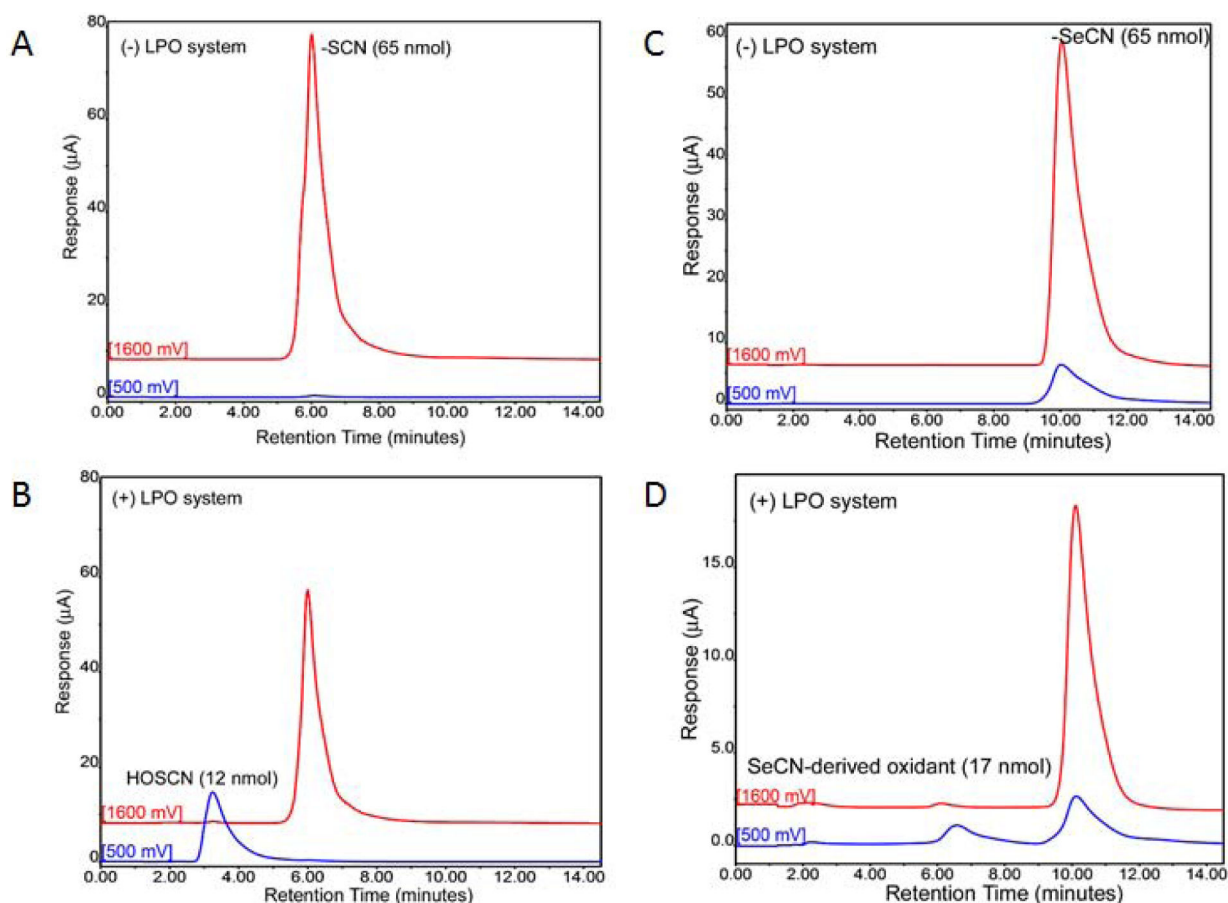 A
(-) LPO system
-SCN (65 nmol)
80
60
40
20
0
Response (µA)
[1600 mV]
[500 mV]
0.00 2.00 4.00 6.00 8.00 10.00 12.00 14.00
Retention Time (minutes)
B
(+) LPO system
80
60
40
20
0
Response (µA)
HOSCN (12 nmol)
[1600 mV]
[500 mV]
0.00 2.00 4.00 6.00 8.00 10.00 12.00 14.00
Retention Time (minutes)
C
(-) LPO system
-SeCN (65 nmol)
60
50
40
30
20
10
0
Response (µA)
[1600 mV]
[500 mV]
0.00 2.00 4.00 6.00 8.00 10.00 12.00 14.00
Retention Time (minutes)
D
(+) LPO system
15.0
10.0
5.0
0.0
Response (µA)
SeCN-derived oxidant (17 nmol)
[1600 mV]
[500 mV]
0.00 2.00 4.00 6.00 8.00 10.00 12.00 14.00
Retention Time (minutes)